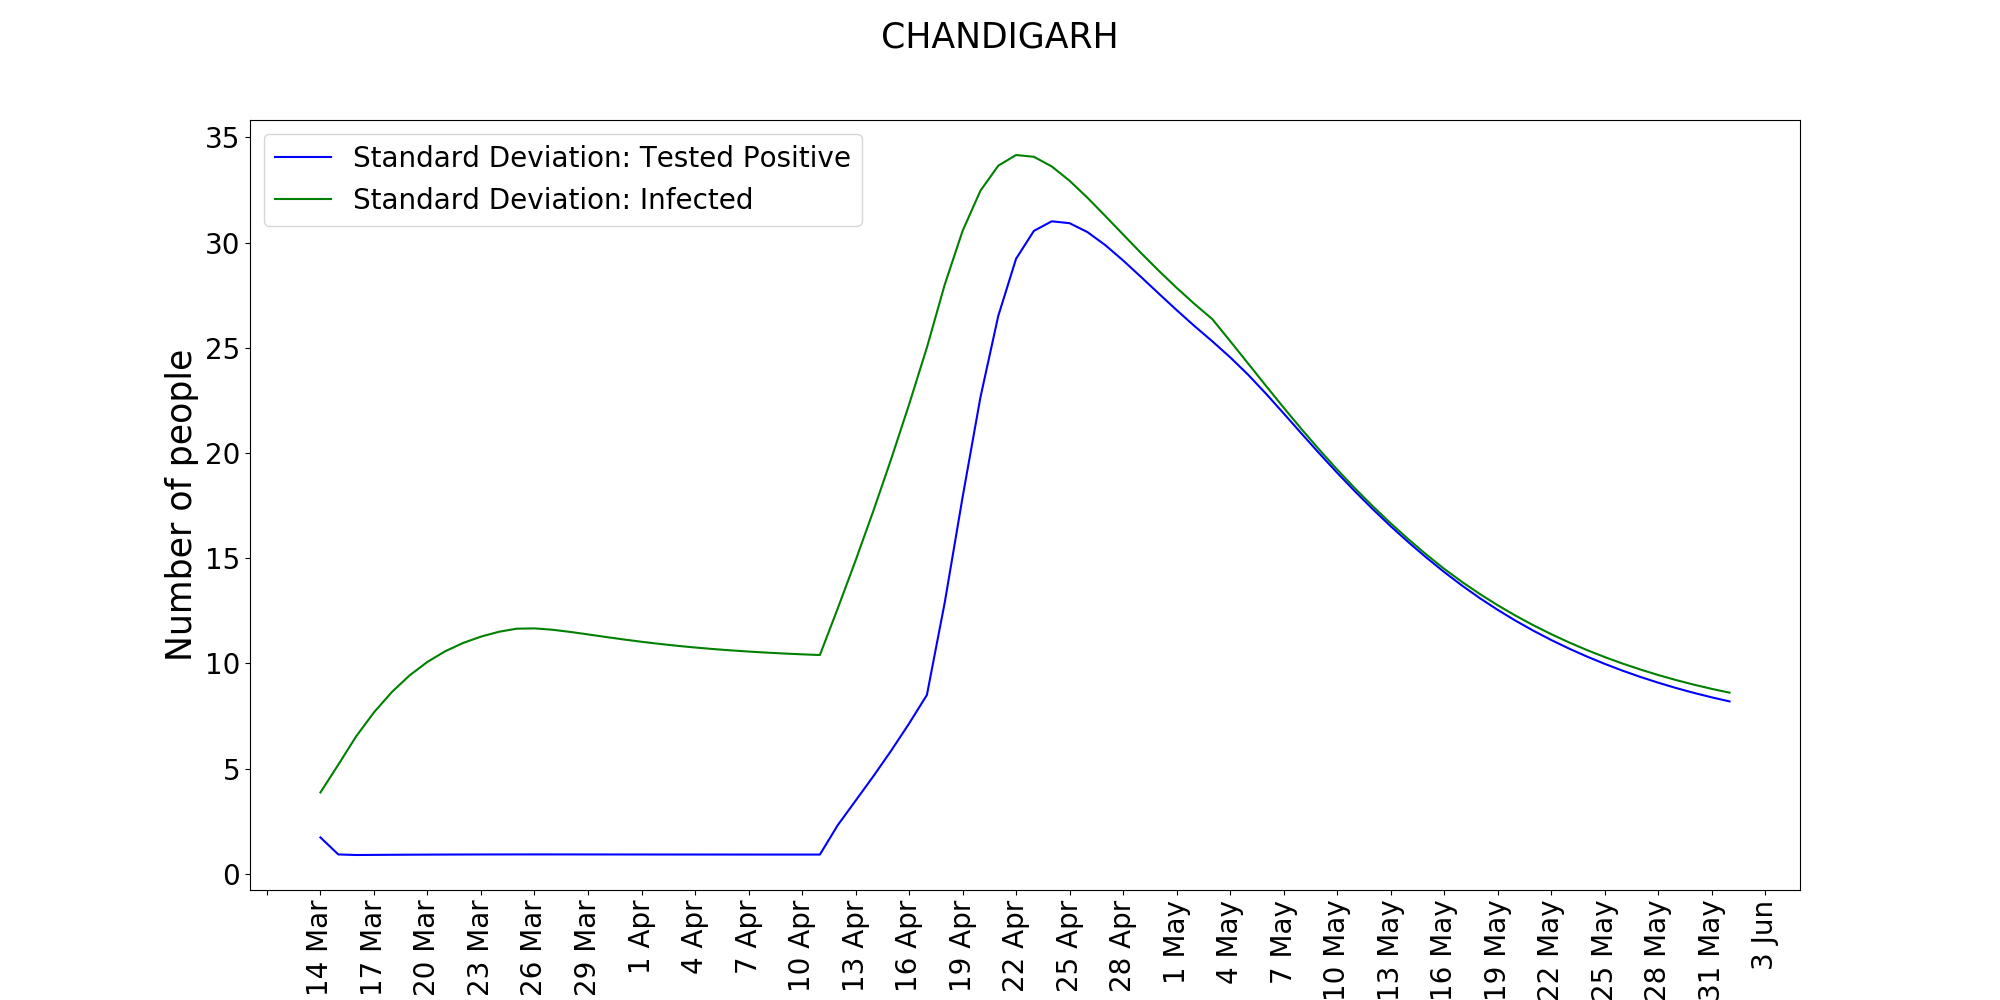 CHANDIGARH
Standard Deviation: Tested Positive
Standard Deviation: Infected
Number of people
35
30
25
20
15
10
5
0
14 Mar
17 Mar
20 Mar
23 Mar
26 Mar
29 Mar
1 Apr
4 Apr
7 Apr
10 Apr
13 Apr
16 Apr
19 Apr
22 Apr
25 Apr
28 Apr
1 May
4 May
7 May
10 May
13 May
16 May
19 May
22 May
25 May
28 May
31 May
3 Jun